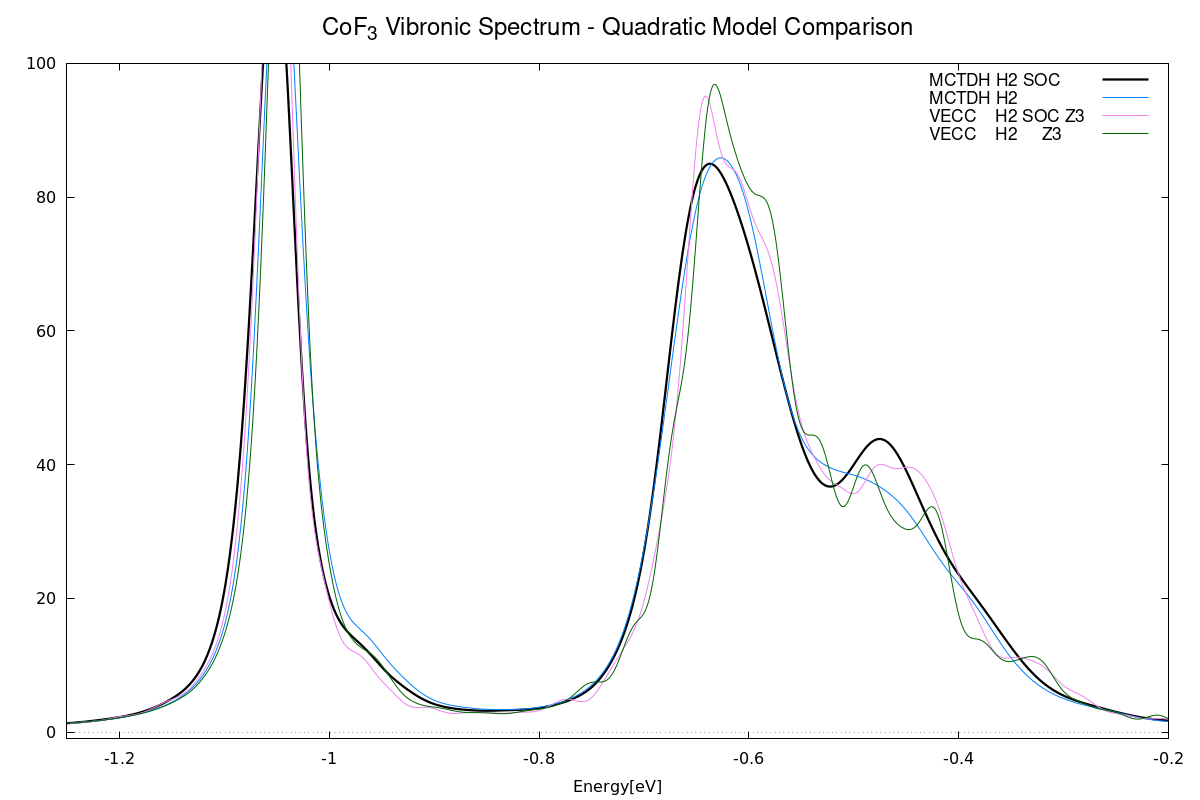 CoF3 Vibronic Spectrum - Quadratic Model Comparison
100
MCTDH H2 SOC
MCTDH H2
VECC H2 SOC Z3
VECC H2 Z3
80
60
40
20
0
-1.2 -1 -0.8 -0.6 -0.4 -0.2
Energy[eV]